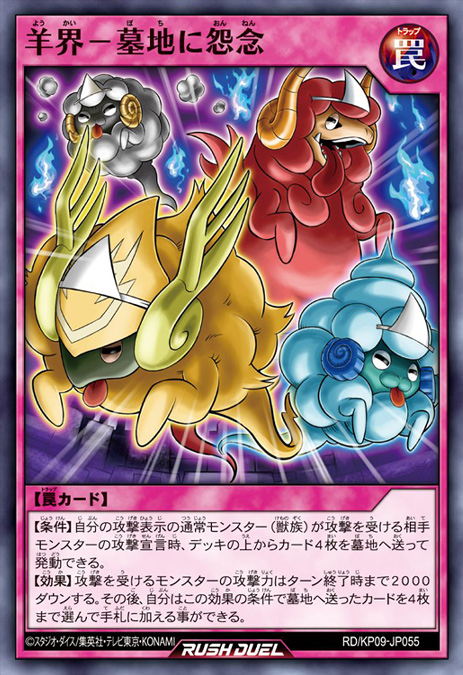 羊界－墓地に怨念
トラップ
罠
【罠カード】
【条件】自分の攻撃表示の通常モンスター（獣族）が攻撃を受ける相手
モンスターの攻撃宣言時、デッキの上からカード4枚を墓地へ送って
発動できる。
【効果】攻撃を受けるモンスターの攻撃力はターン終了時まで2000
ダウンする。その後、自分はこの効果の条件で墓地へ送ったカードを4枚
まで選んで手札に加える事ができる。
©スタジオ・ダイス/集英社・テレビ東京・KONAMI
RUSH DUEL
RD/KP09-JP055